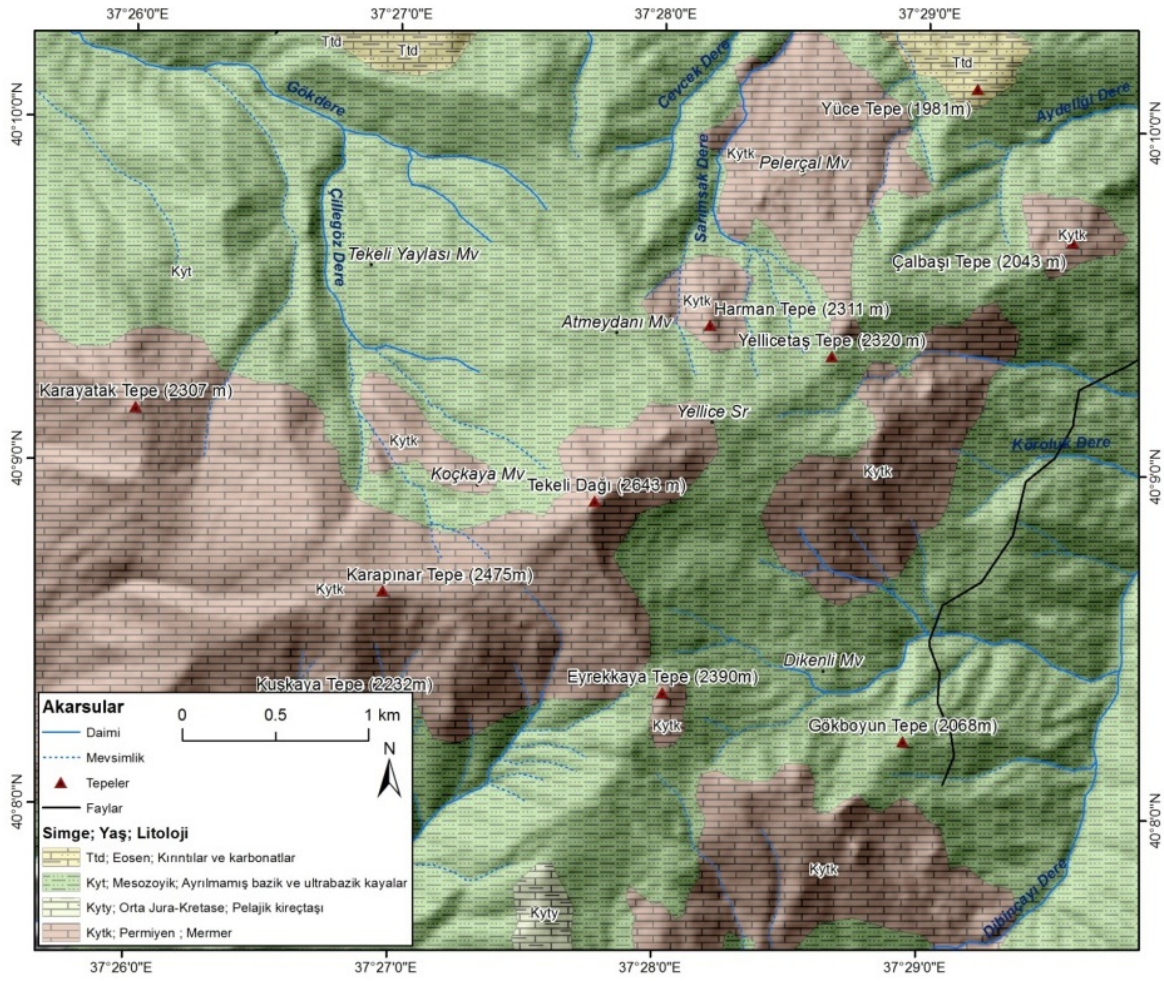 37°26'0"E
37°27'0"E
37°28'0"E
37°29'0"E
Ttd
Ttd
Ttd
Gökdere
Cevcek Dere
Yüce Tepe (1981m)
Aydeliği Dere
40°10'0"N
40°10'0"N
Kytk
Pelerçal Mv
Sarımsak Dere
Çillegöz Dere
Tekeli Yaylası Mv
Kyt
Kytk
Çalbaşı Tepe (2043 m)
Kytk
Harman Tepe (2311 m)
Atmeydanı Mv
Yellicetaş Tepe (2320 m)
Karayatak Tepe (2307 m)
Yellice Sr
Kytk
Koroluk Dere
40°9'0"N
40°9'0"N
Koçkaya Mv
Kytk
Tekeli Dağı (2643 m)
Karapınar Tepe (2475m)
Kytk
Dikenli Mv
Eyrekkaya Tepe (2390m)
Kuşkaya Tepe (2232m)
Kytk
Gökboyun Tepe (2068m)
40°8'0"N
40°8'0"N
Kytk
Kyty
Dibinçayı Dere
Akarsular
0 0.5 1 km
Daimi
N
Mevsimlik
Tepeler
Faylar
Simge; Yaş; Litoloji
Ttd; Eosen; Kırıntılar ve karbonatlar
Kyt; Mesozoyik; Ayrılmamış bazik ve ultrabazik kayalar
Kyty; Orta Jura-Kretase; Pelajik kireçtaşı
Kytk; Permiyen ; Mermer
37°26'0"E
37°27'0"E
37°28'0"E
37°29'0"E